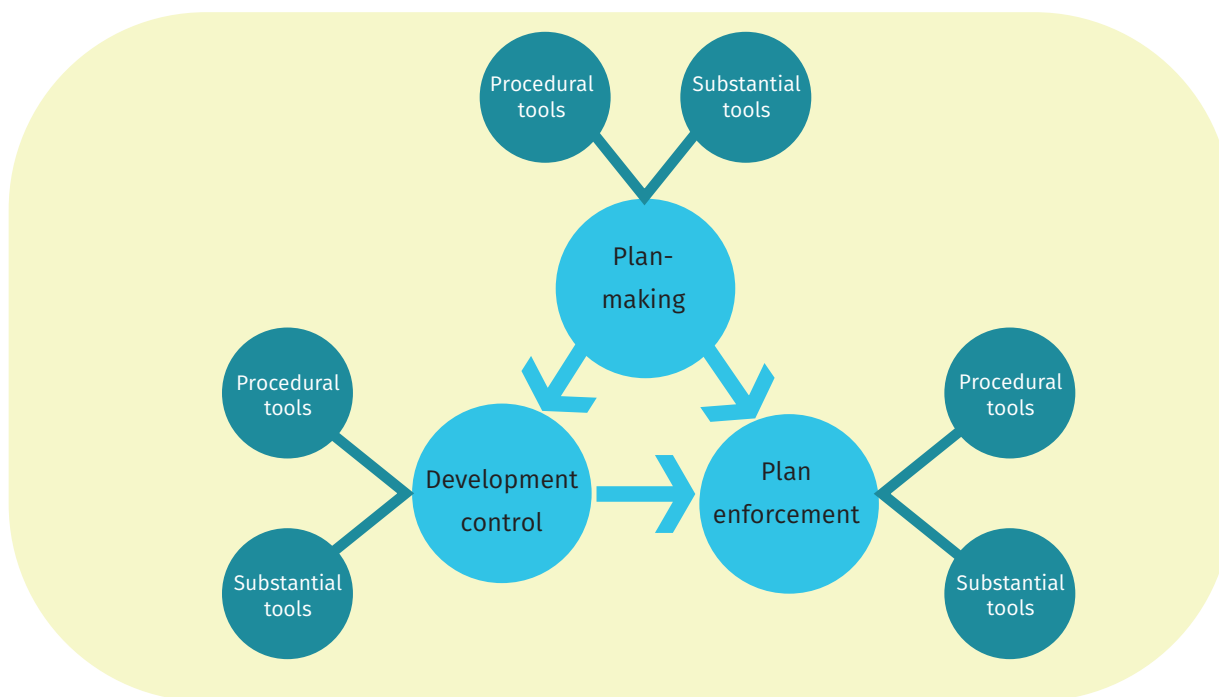 Procedural
tools
Substantial
tools
Plan-
making
Procedural
tools
Development
control
Substantial
tools
Plan
enforcement
Procedural
tools
Substantial
tools